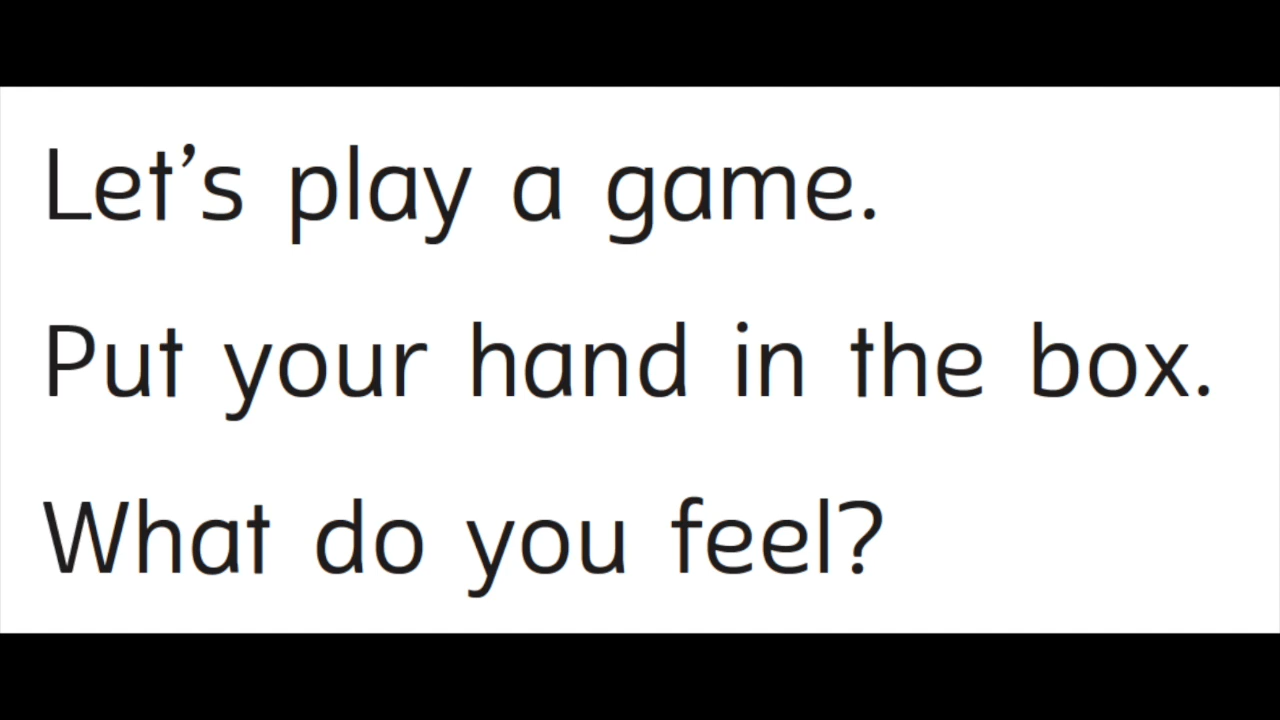 Let’s play a game.
Put your hand in the box.
What do you feel?